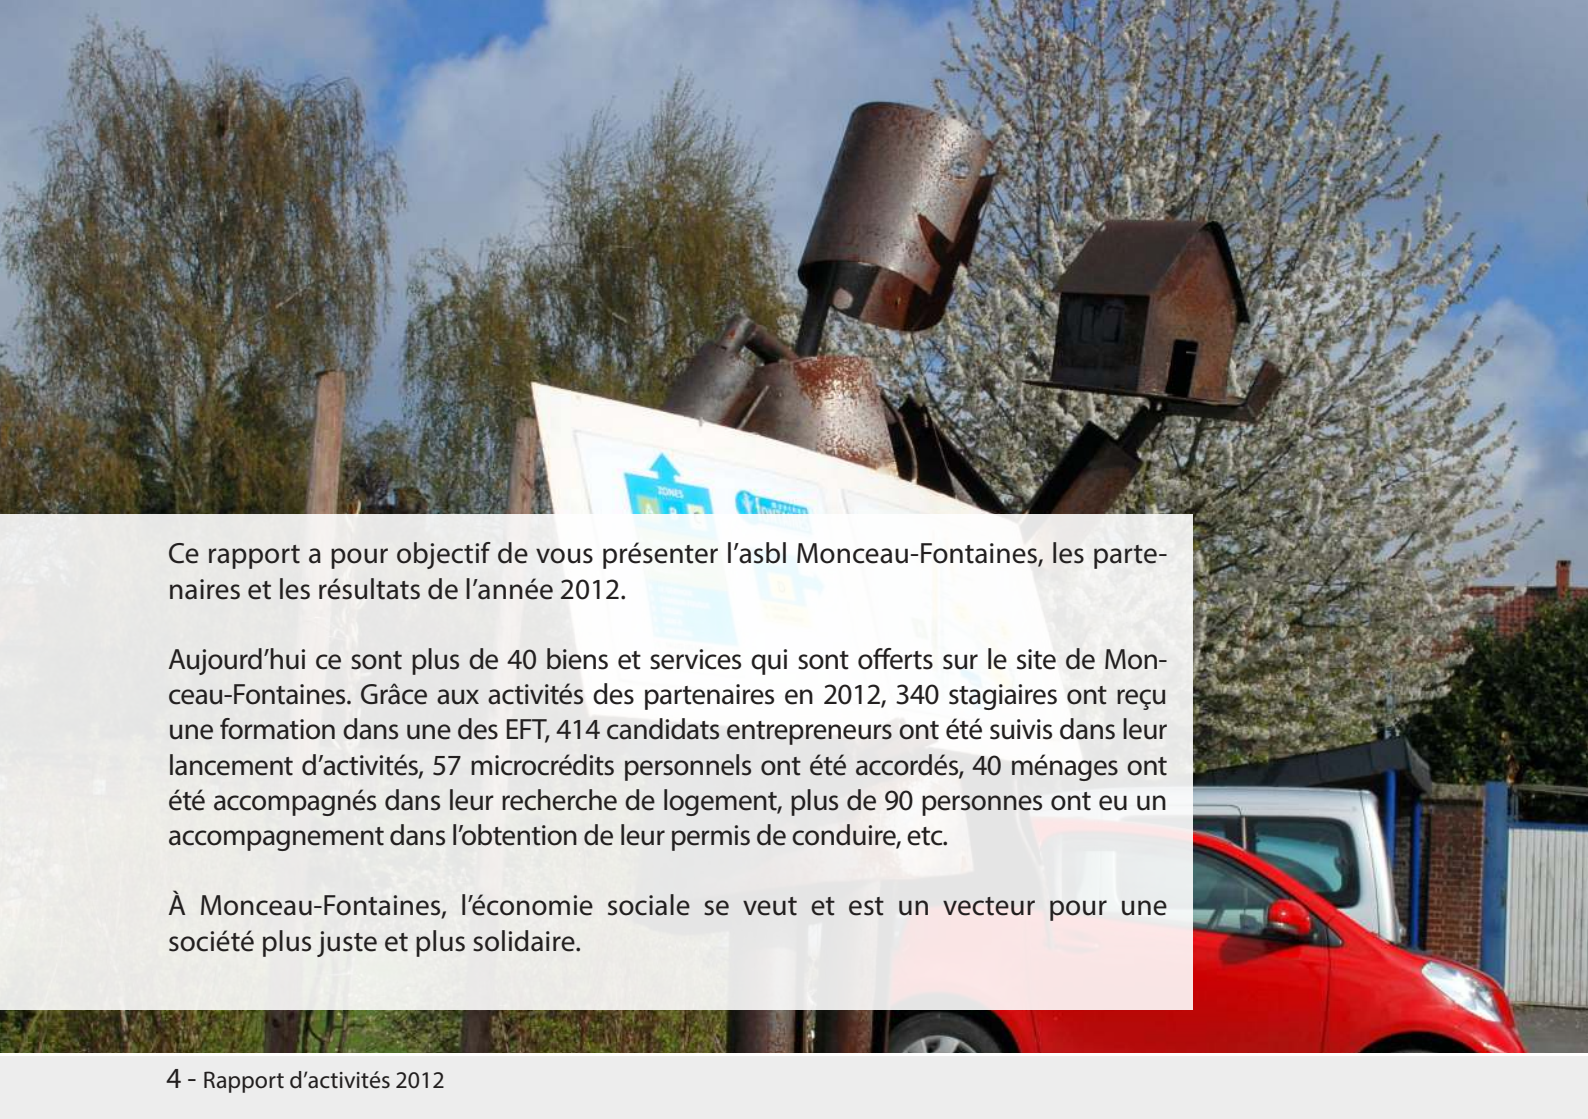 ZONES
Ce rapport a pour objectif de vous présenter l’asbl Monceau-Fontaines, les parte-
naires et les résultats de l’année 2012.
Aujourd’hui ce sont plus de 40 biens et services qui sont offerts sur le site de Mon-
ceau-Fontaines. Grâce aux activités des partenaires en 2012, 340 stagiaires ont reçu
une formation dans une des EFT, 414 candidats entrepreneurs ont été suivis dans leur
lancement d’activités, 57 microcrédits personnels ont été accordés, 40 ménages ont
été accompagnés dans leur recherche de logement, plus de 90 personnes ont eu un
accompagnement dans l’obtention de leur permis de conduire, etc.
À Monceau-Fontaines, l’économie sociale se veut et est un vecteur pour une
société plus juste et plus solidaire.
4 - Rapport d’activités 2012